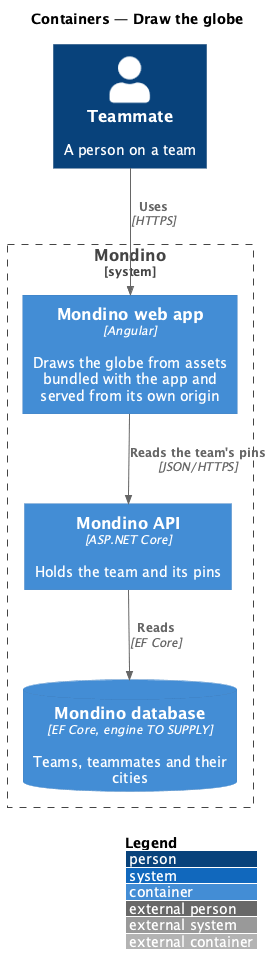 Containers — Draw the globe
Teammate
A person on a team
Uses
[HTTPS]
Mondino
[system]
Mondino web app
[Angular]
Draws the globe from assets
bundled with the app and
served from its own origin
Reads the team's pins
[JSON/HTTPS]
Mondino API
[ASP.NET Core]
Holds the team and its pins
Reads
[EF Core]
Mondino database
[EF Core, engine TO SUPPLY]
Teams, teammates and their
cities
Legend
person
system
container
external person
external system
external container